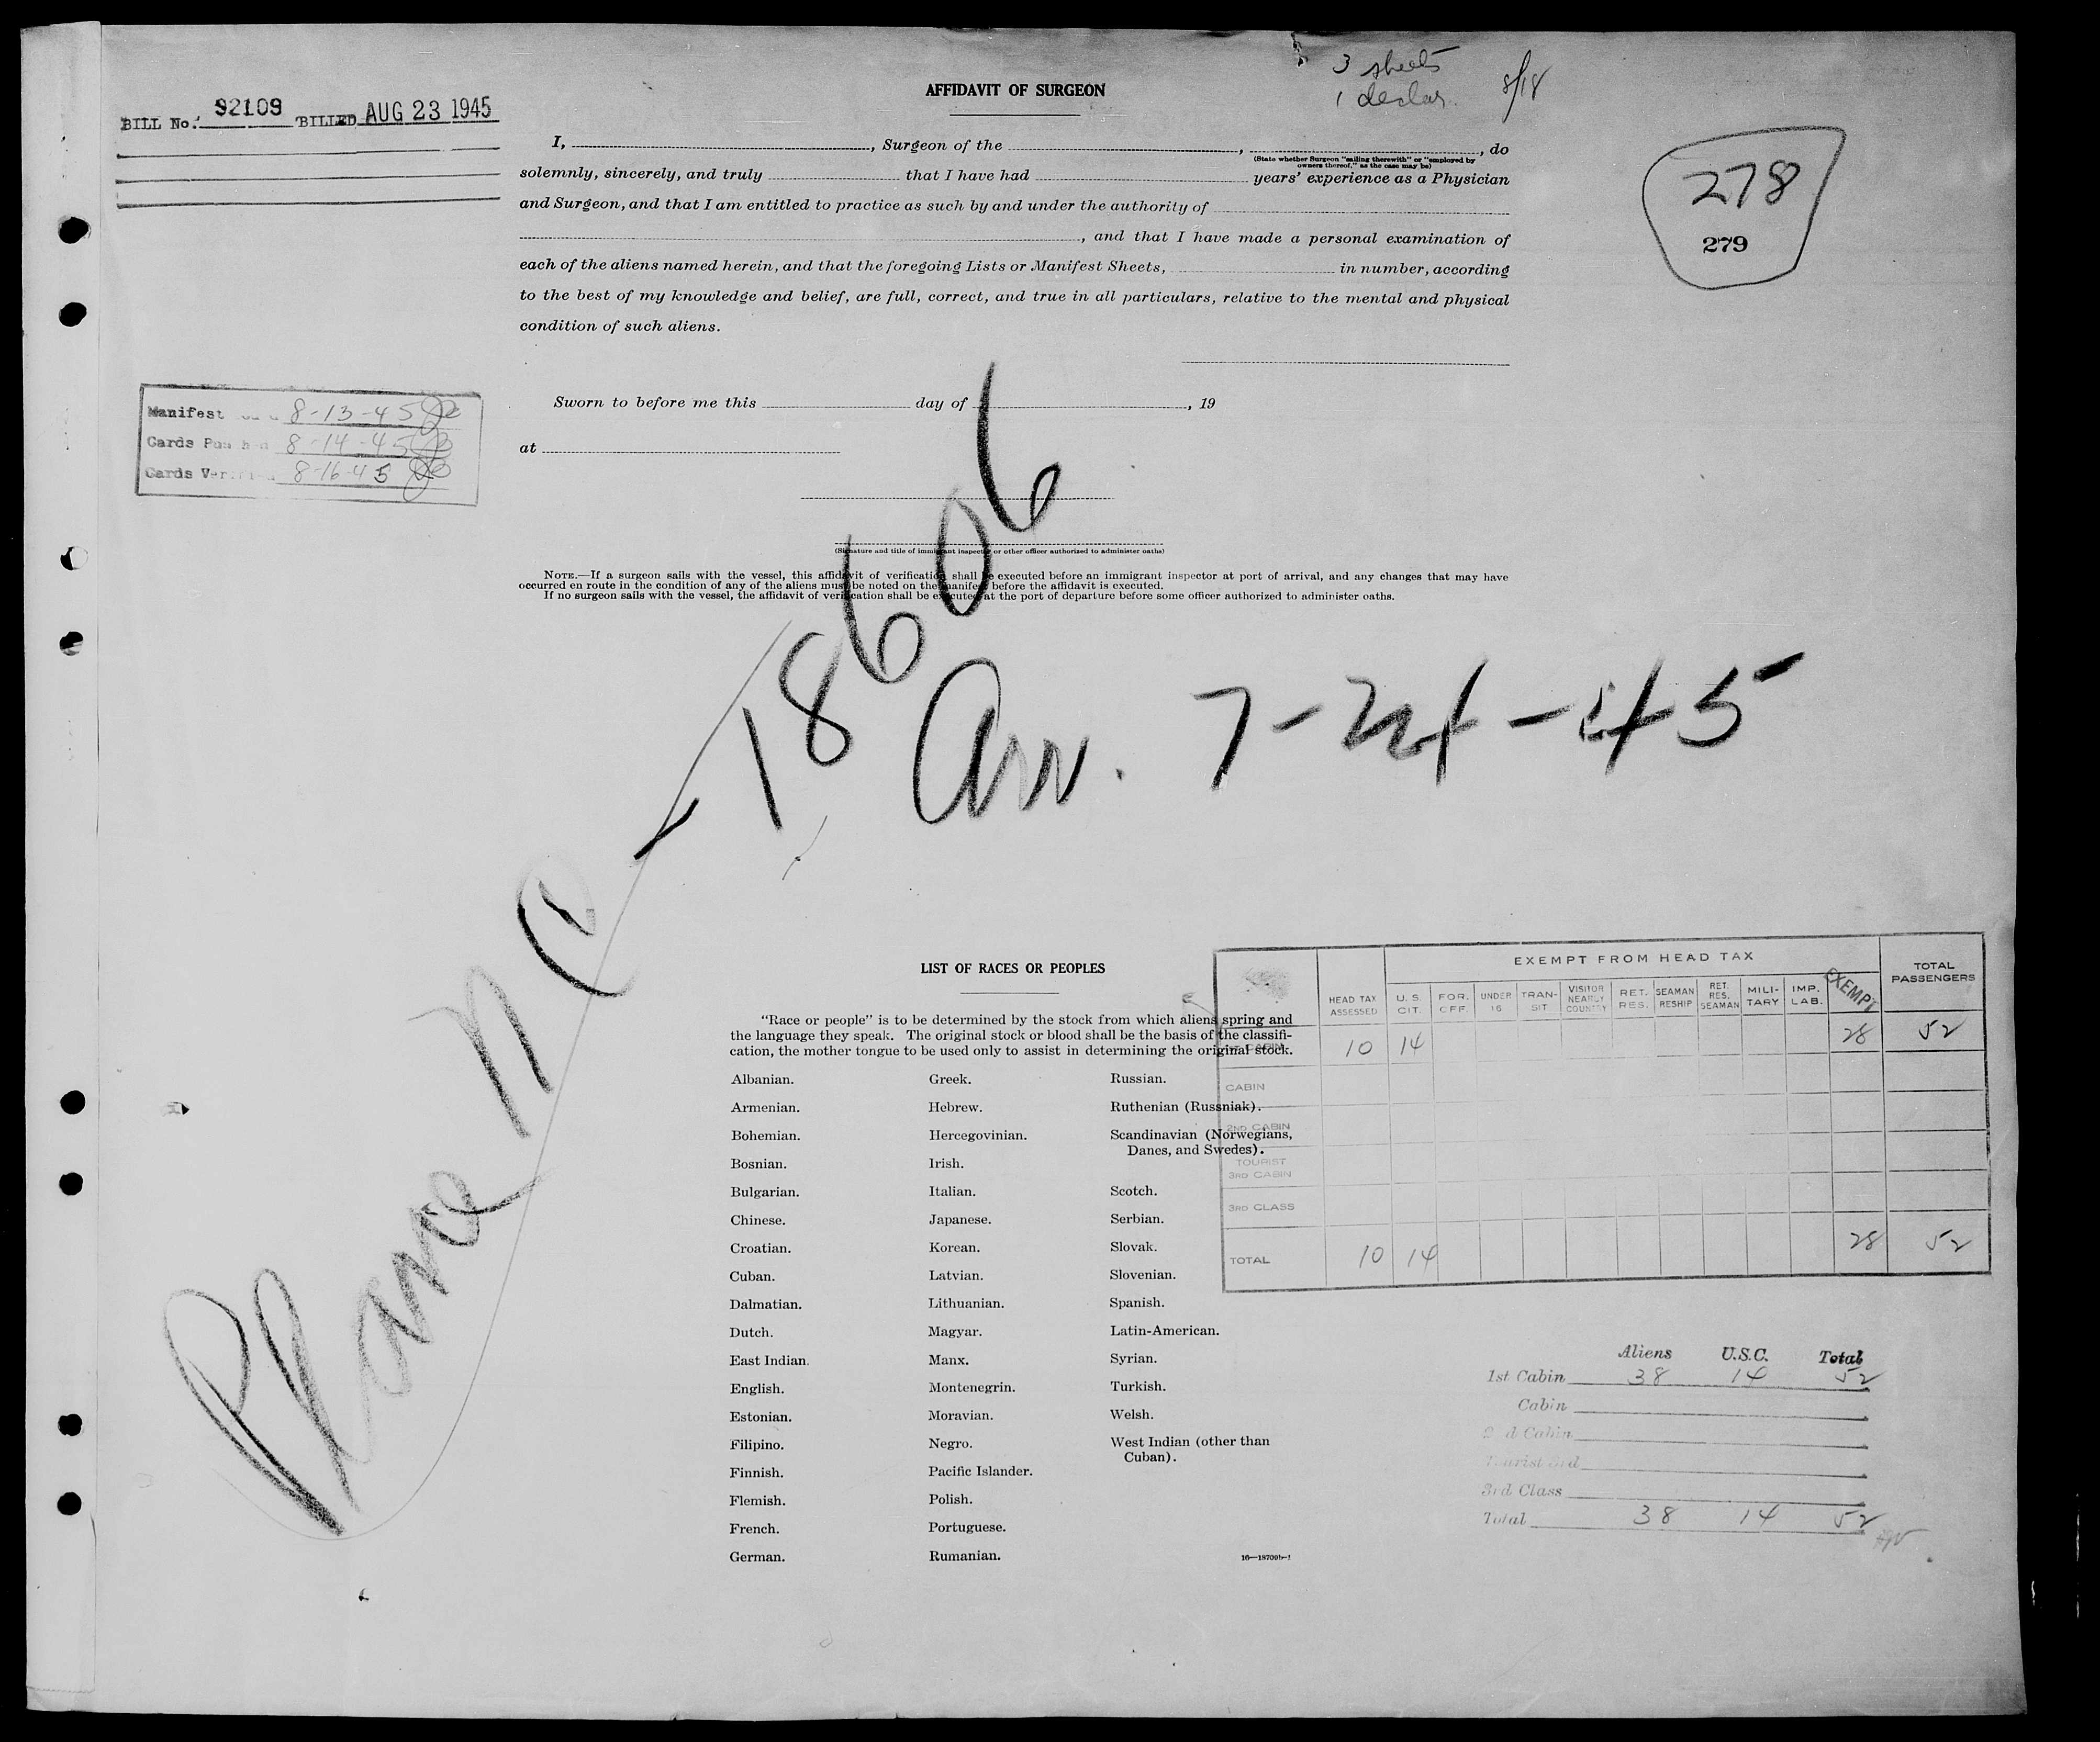 3 sheets
1 declar.
8/18
AFFIDAVIT OF SURGEON
BILL No. 92109 BILLED AUG 23 1945
278
279
I, , Surgeon of the , , do
(State whether Surgeon "sailing therewith" or "employed by
owners thereof," as the case may be)
solemnly, sincerely, and truly that I have had years' experience as a Physician
and Surgeon, and that I am entitled to practice as such by and under the authority of
, and that I have made a personal examination of
each of the aliens named herein, and that the foregoing Lists or Manifest Sheets, in number, according
to the best of my knowledge and belief, are full, correct, and true in all particulars, relative to the mental and physical
condition of such aliens.
Manifest 8-13-45
Cards 8-14-45
Cards 8-16-45
Sworn to before me this day of , 19
at
(Signature and title of immigrant inspector or other officer authorized to administer oaths)
NOTE.—If a surgeon sails with the vessel, this affidavit of verification shall be executed before an immigrant inspector at port of arrival, and any changes that may have
occurred en route in the condition of any of the aliens must be noted on the manifest before the affidavit is executed.
If no surgeon sails with the vessel, the affidavit of verification shall be executed at the port of departure before some officer authorized to administer oaths.
Plane NC - 18606
Arr. 7-24-45
LIST OF RACES OR PEOPLES
"Race or people" is to be determined by the stock from which aliens spring and
the language they speak. The original stock or blood shall be the basis of the classifi-
cation, the mother tongue to be used only to assist in determining the original stock.
Albanian.
Armenian.
Bohemian.
Bosnian.
Bulgarian.
Chinese.
Croatian.
Cuban.
Dalmatian.
Dutch.
East Indian.
English.
Estonian.
Filipino.
Finnish.
Flemish.
French.
German.
Greek.
Hebrew.
Hercegovinian.
Irish.
Italian.
Japanese.
Korean.
Latvian.
Lithuanian.
Magyar.
Manx.
Montenegrin.
Moravian.
Negro.
Pacific Islander.
Polish.
Portuguese.
Rumanian.
Russian.
Ruthenian (Russniak).
Scandinavian (Norwegians,
Danes, and Swedes).
Scotch.
Serbian.
Slovak.
Slovenian.
Spanish.
Latin-American.
Syrian.
Turkish.
Welsh.
West Indian (other than
Cuban).
EXEMPT FROM HEAD TAX
HEAD TAX ASSESSED U. S. CIT. FOR. OFF. UNDER 16 TRAN-SIT VISITOR NEARBY COUNTRY RET. RES. SEAMAN RESHIP RET. RES. SEAMAN MILI-TARY IMP. LAB. EXEMPT TOTAL PASSENGERS
CABIN 10 14 28 52
CABIN
2ND CABIN
TOURIST
3RD CABIN
3RD CLASS
TOTAL 10 14 28 52
Aliens U.S.C. Total
1st Cabin 38 14 52
Cabin
2nd Cabin
Tourist 3rd
3rd Class
Total 38 14 52